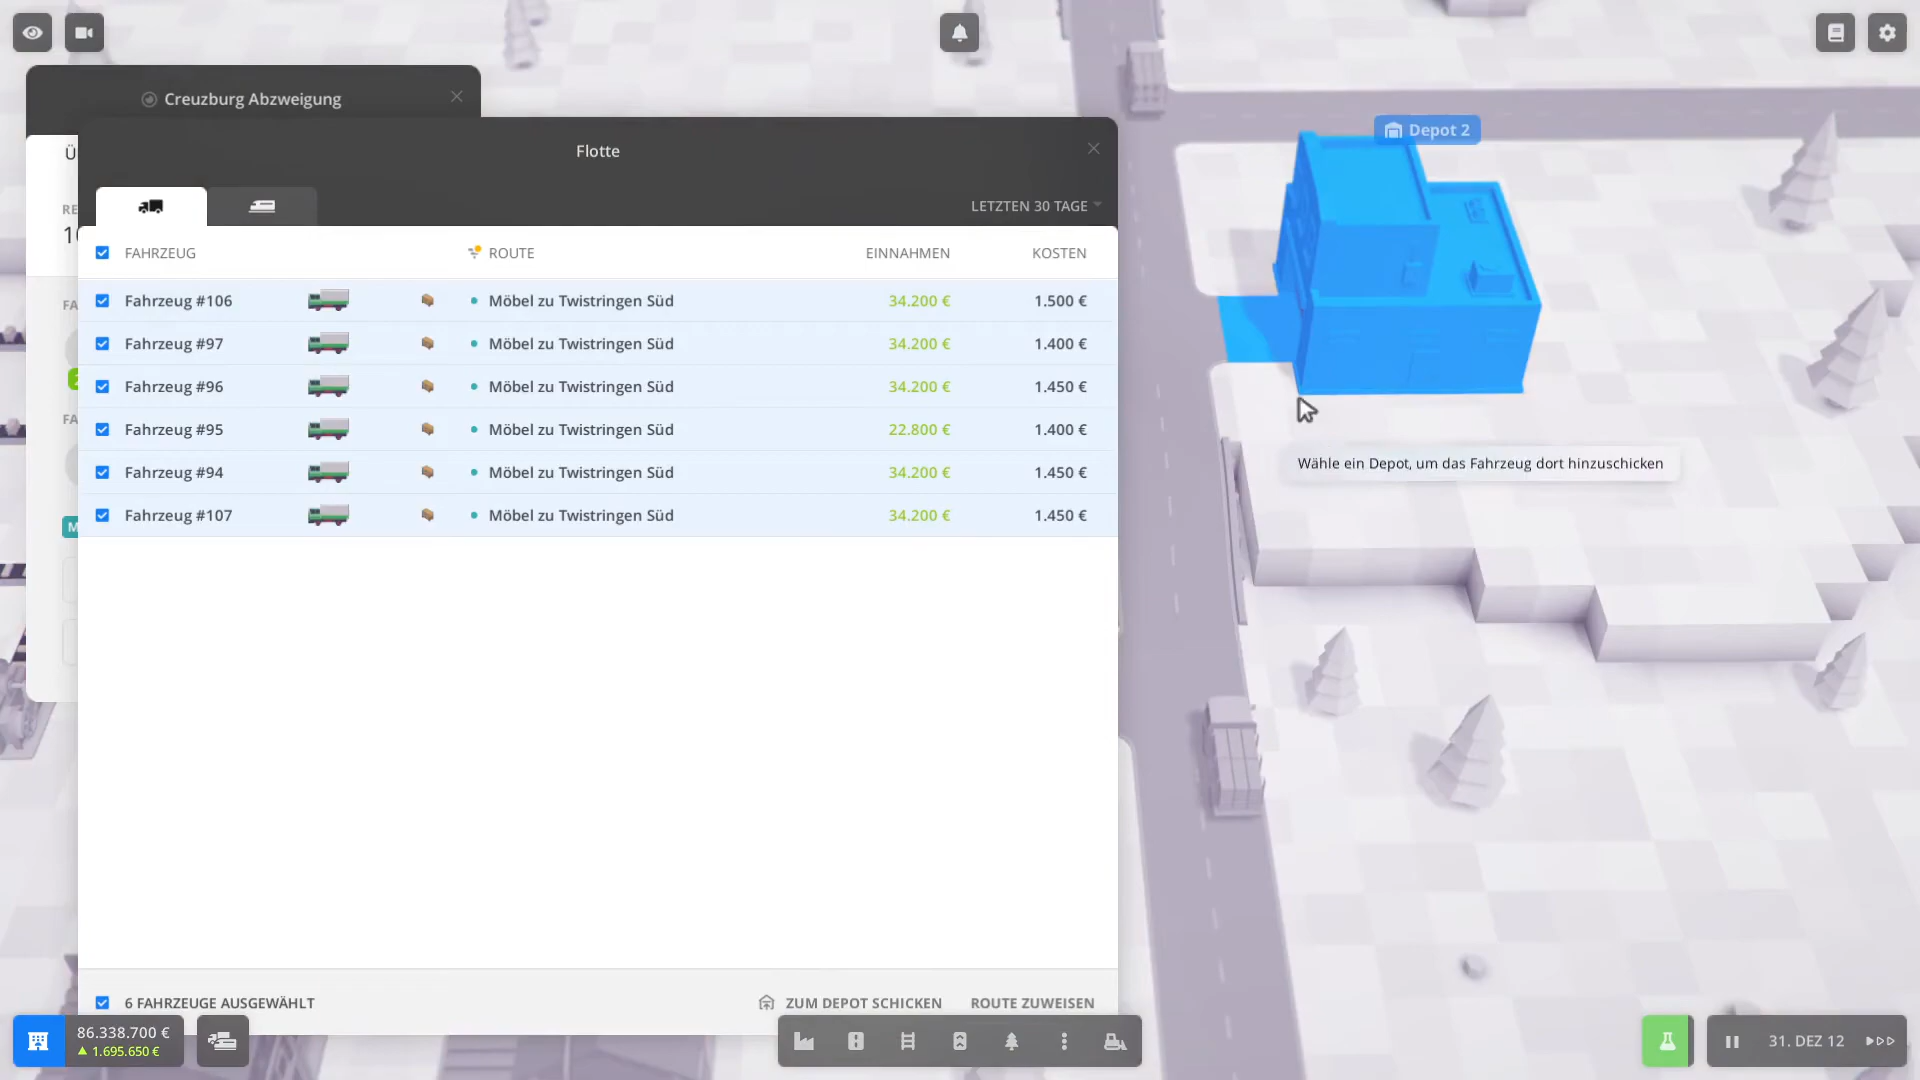 Creuzburg Abzweigung
Depot 2
Flotte
LETZTEN 30 TAGE
FAHRZEUG ROUTE EINNAHMEN KOSTEN
Fahrzeug #106 Möbel zu Twistringen Süd 34.200 € 1.500 €
Fahrzeug #97 Möbel zu Twistringen Süd 34.200 € 1.400 €
Fahrzeug #96 Möbel zu Twistringen Süd 34.200 € 1.450 €
Fahrzeug #95 Möbel zu Twistringen Süd 22.800 € 1.400 €
Fahrzeug #94 Möbel zu Twistringen Süd 34.200 € 1.450 €
Fahrzeug #107 Möbel zu Twistringen Süd 34.200 € 1.450 €
Wähle ein Depot, um das Fahrzeug dort hinzuschicken
6 FAHRZEUGE AUSGEWÄHLT ZUM DEPOT SCHICKEN ROUTE ZUWEISEN
86.338.700 €
1.695.650 €
31. DEZ 12